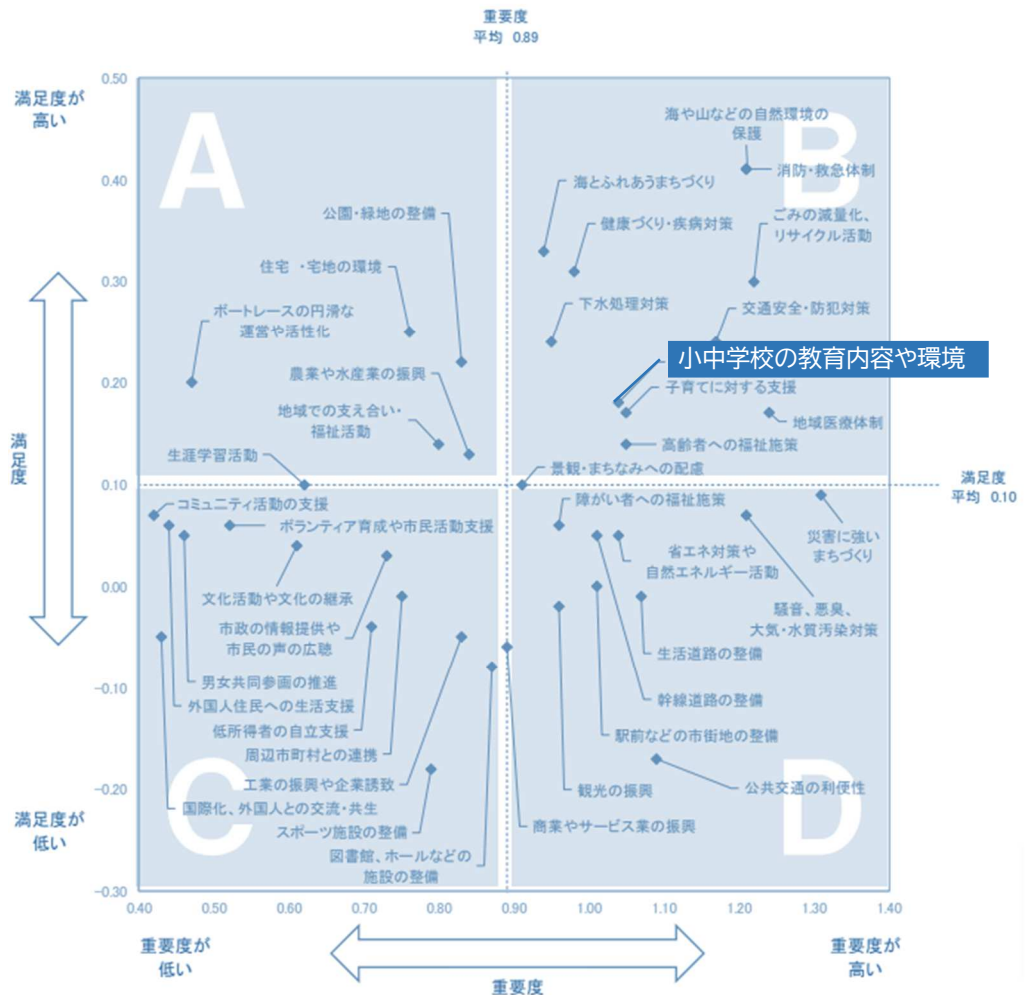 重要度
平均 0.89
0.50
満足度が
高い
A
B
海や山などの自然環境の
保護
消防・救急体制
0.40
海とふれあうまちづくり
公園・緑地の整備
健康づくり・疾病対策
ごみの減量化、
リサイクル活動
住宅 ・宅地の環境
0.30
ボートレースの円滑な
運営や活性化
下水処理対策
交通安全・防犯対策
小中学校の教育内容や環境
農業や水産業の振興
0.20
子育てに対する支援
地域での支え合い・
福祉活動
地域医療体制
高齢者への福祉施策
生涯学習活動
景観・まちなみへの配慮
満足度
0.10
満足度
平均 0.10
コミュニティ活動の支援
障がい者への福祉施策
ボランティア育成や市民活動支援
災害に強い
まちづくり
省エネ対策や
自然エネルギー活動
0.00
文化活動や文化の継承
騒音、悪臭、
大気・水質汚染対策
市政の情報提供や
市民の声の広聴
生活道路の整備
男女共同参画の推進
-0.10
外国人住民への生活支援
幹線道路の整備
低所得者の自立支援
駅前などの市街地の整備
周辺市町村との連携
工業の振興や企業誘致
観光の振興
公共交通の利便性
-0.20
国際化、外国人との交流・共生
C
D
満足度が
低い
スポーツ施設の整備
商業やサービス業の振興
図書館、ホールなどの
施設の整備
-0.30
0.40 0.50 0.60 0.70 0.80 0.90 1.00 1.10 1.20 1.30 1.40
重要度が
低い
重要度が
高い
重要度